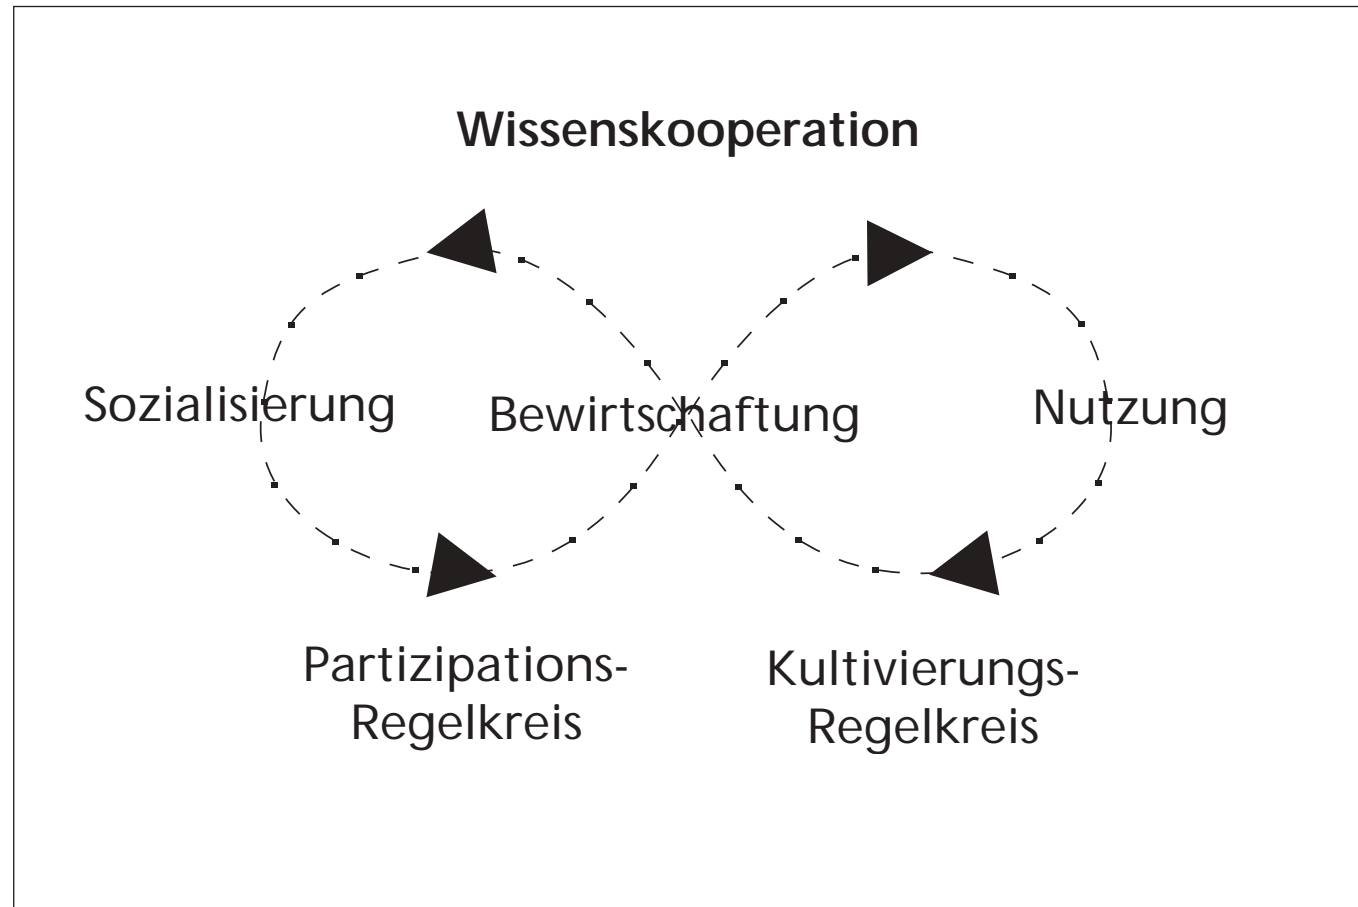 Wissenskooperation
Sozialisierung
Bewirtschaftung
Nutzung
Partizipations-
Regelkreis
Kultivierungs-
Regelkreis